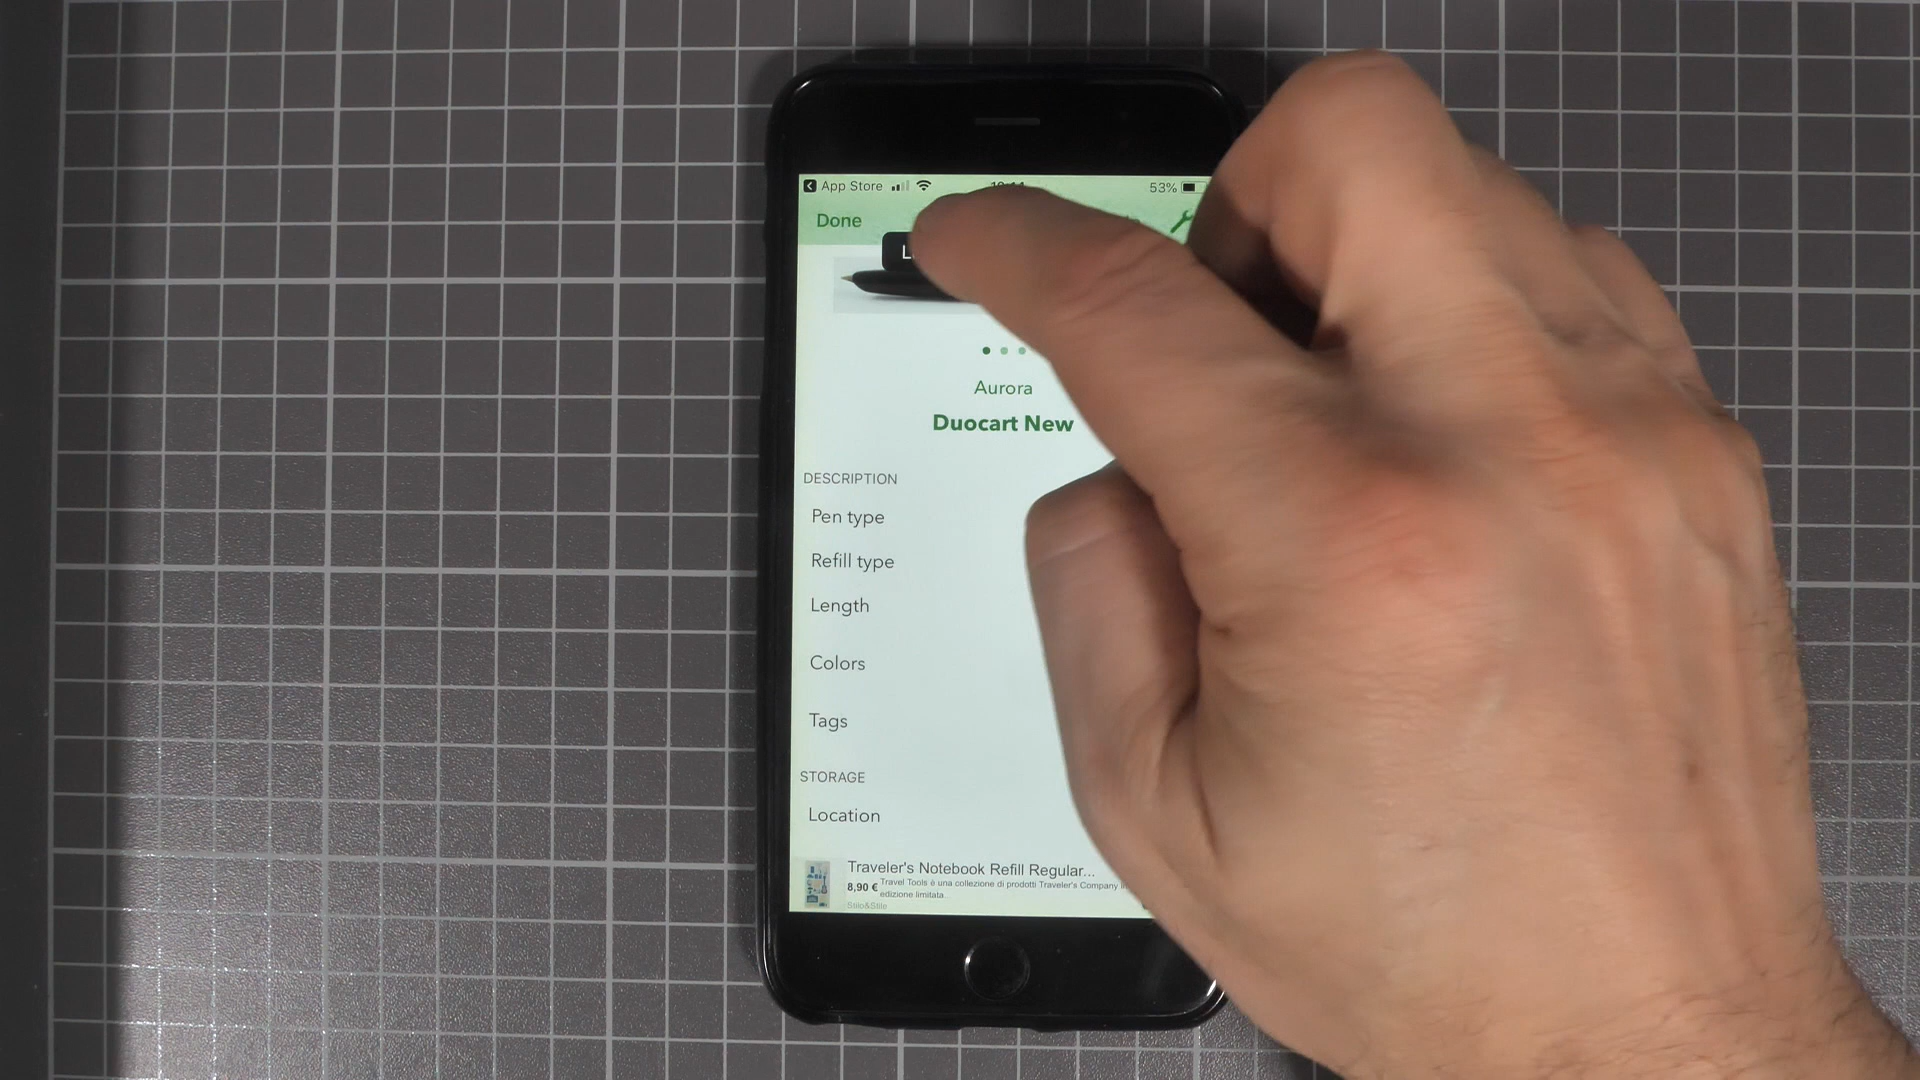 App Store
53%
Done
Aurora
Duocart New
DESCRIPTION
Pen type
Refill type
Length
Colors
Tags
STORAGE
Location
Traveler's Notebook Refill Regular...
8,90 € Travel Tools è una collezione di prodotti Traveler's Company in
edizione limitata
Stilo&Stile